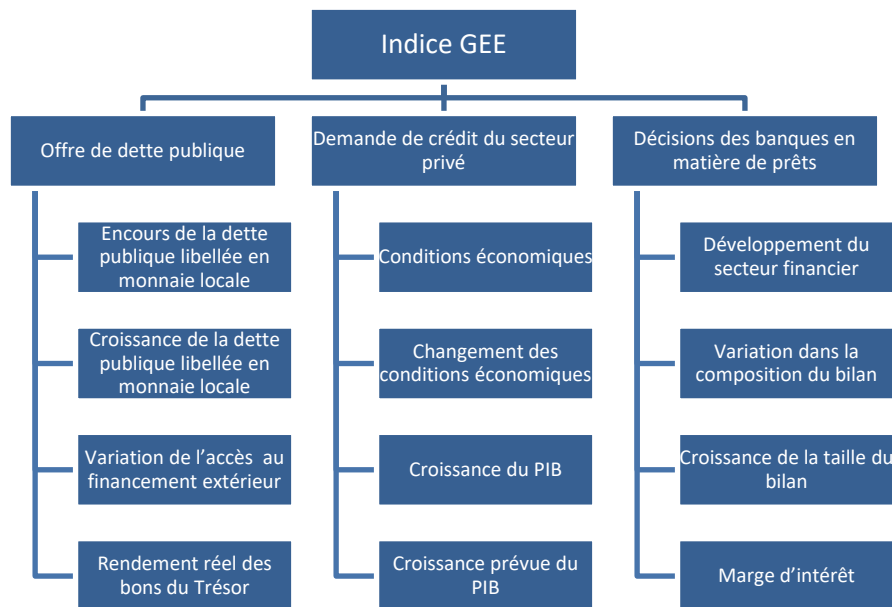 Indice GEE
Offre de dette publique
Demande de crédit du secteur
privé
Décisions des banques en
matière de prêts
Encours de la dette
publique libellée en
monnaie locale
Croissance de la dette
publique libellée en
monnaie locale
Variation de l’accès au
financement extérieur
Rendement réel des
bons du Trésor
Conditions économiques
Changement des
conditions économiques
Croissance du PIB
Croissance prévue du
PIB
Développement du
secteur financier
Variation dans la
composition du bilan
Croissance de la taille du
bilan
Marge d’intérêt